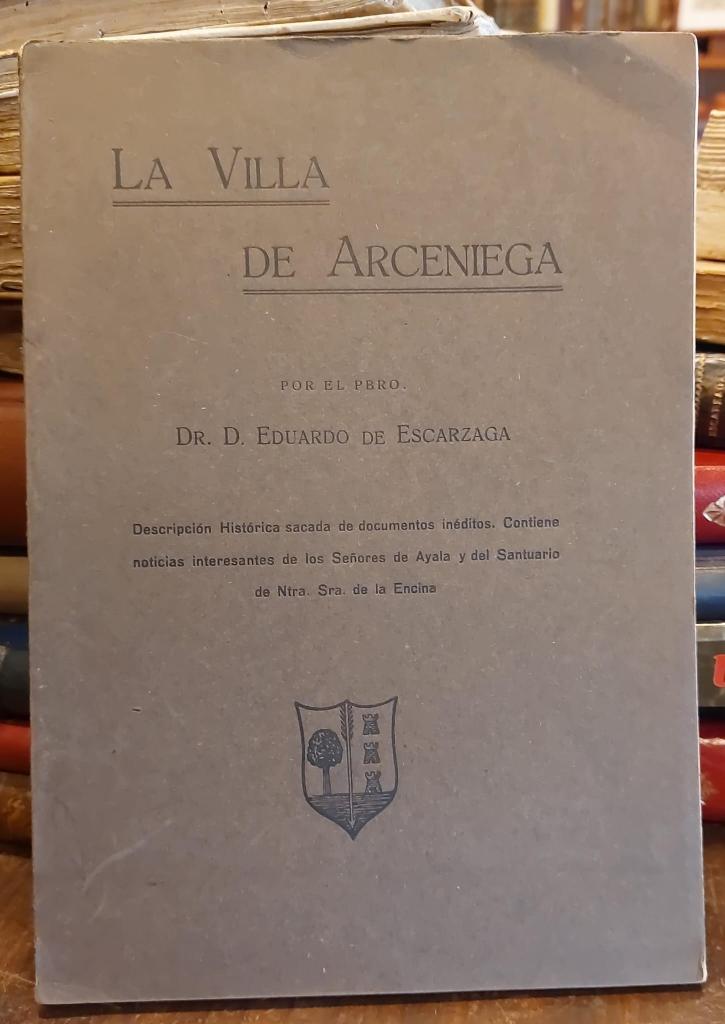 LA VILLA
DE ARCENIEGA
POR EL PBRO.
DR. D. EDUARDO DE ESCARZAGA
Descripción Histórica sacada de documentos inéditos. Contiene
noticias interesantes de los Señores de Ayala y del Santuario
de Ntra. Sra. de la Encina